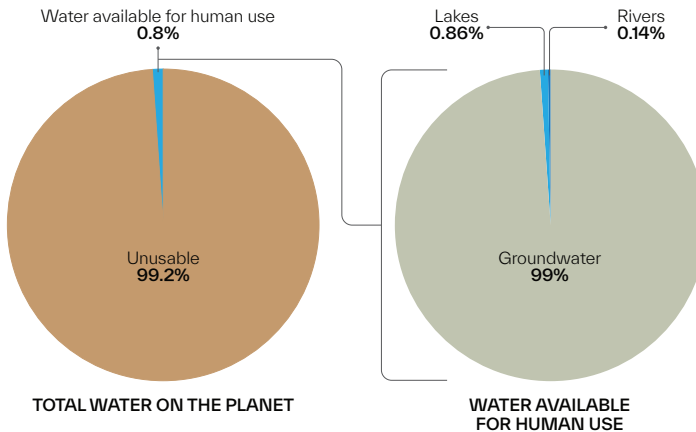 Water available for human use
0.8%
Unusable
99.2%
TOTAL WATER ON THE PLANET
Lakes
0.86%
Rivers
0.14%
Groundwater
99%
WATER AVAILABLE
FOR HUMAN USE